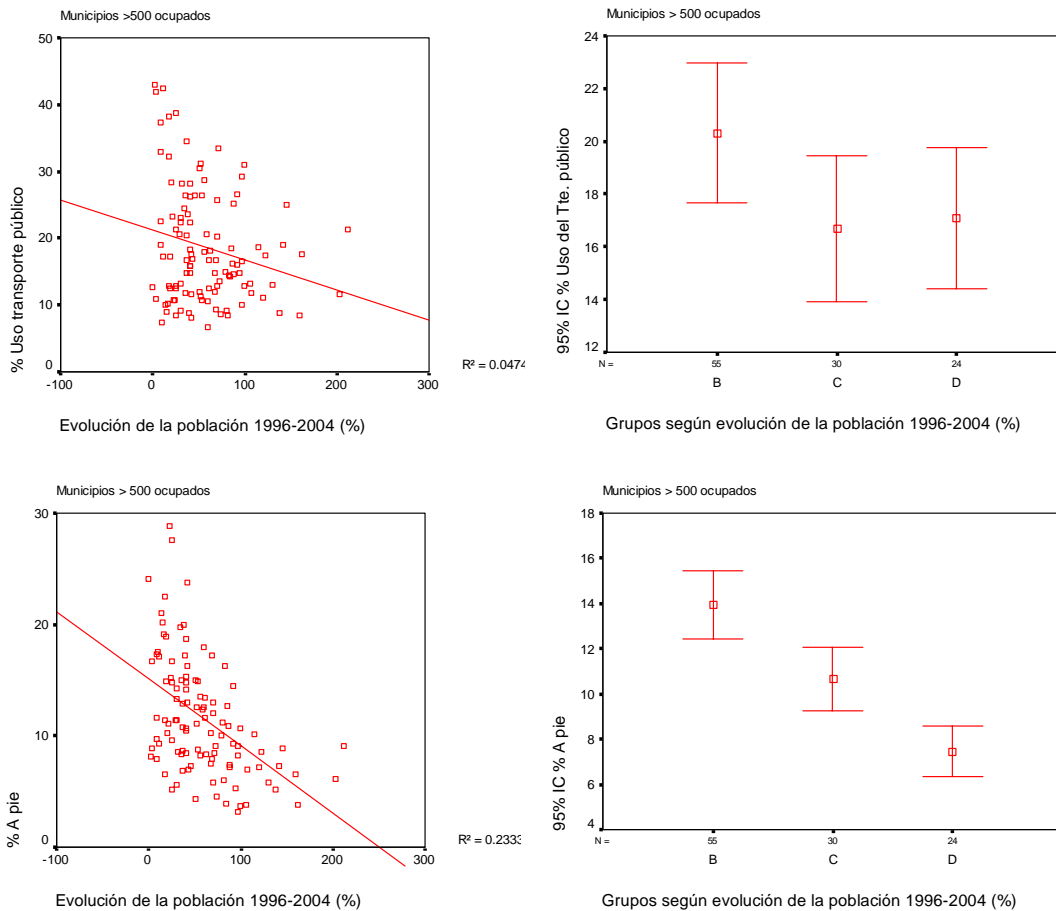 Municipios >500 ocupados
50
40
30
20
10
0
% Uso transporte público
-100
0
100
200
300
R² = 0.0474
Evolución de la población 1996-2004 (%)
Municipios > 500 ocupados
24
22
20
18
16
14
12
95% IC % Uso del Tte. público
N =
55
30
24
B
C
D
Grupos según evolución de la población 1996-2004 (%)
Municipios > 500 ocupados
30
20
10
0
% A pie
-100
0
100
200
300
R² = 0.2333
Evolución de la población 1996-2004 (%)
Municipios > 500 ocupados
18
16
14
12
10
8
6
4
95% IC % A pie
N =
55
30
24
B
C
D
Grupos según evolución de la población 1996-2004 (%)